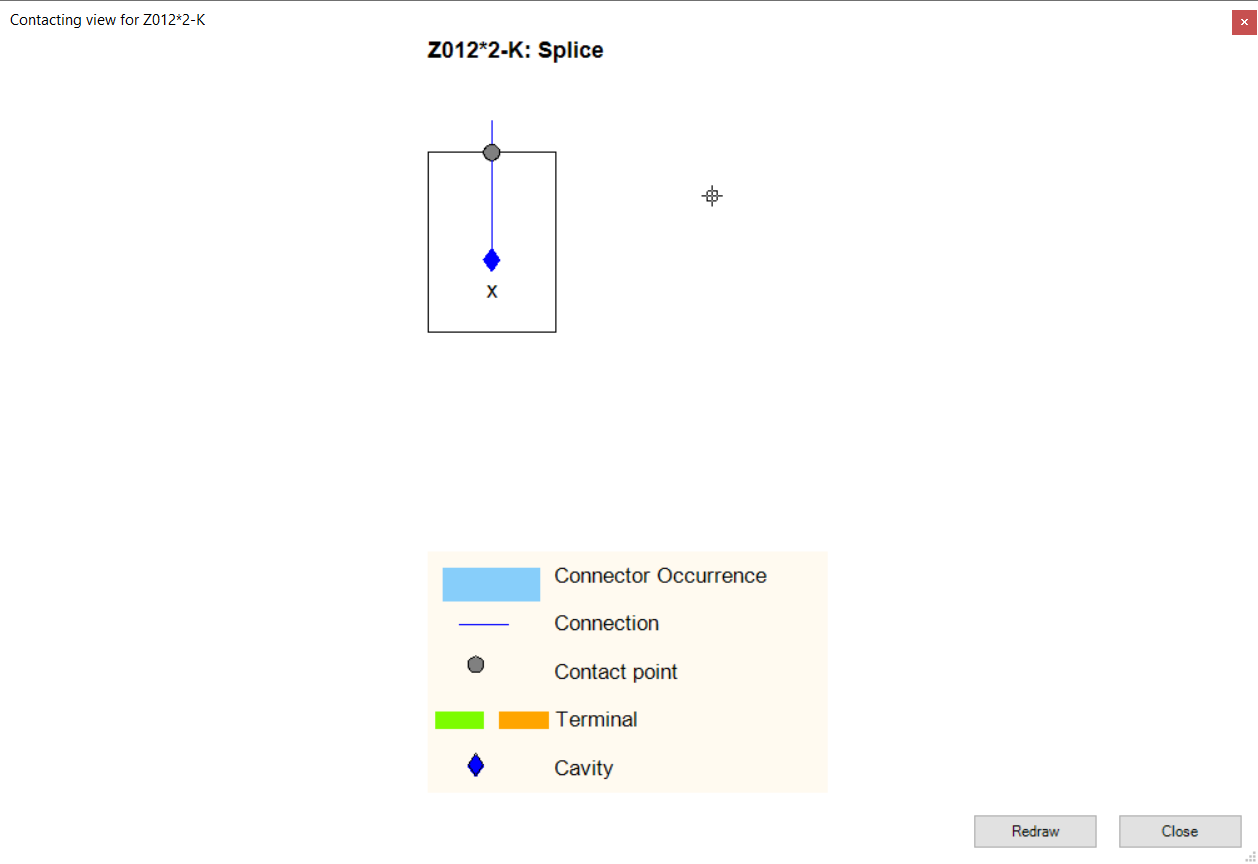 Contacting view for Z012*2-K
Z012*2-K: Splice
X
Connector Occurrence
Connection
Contact point
Terminal
Cavity
Redraw
Close